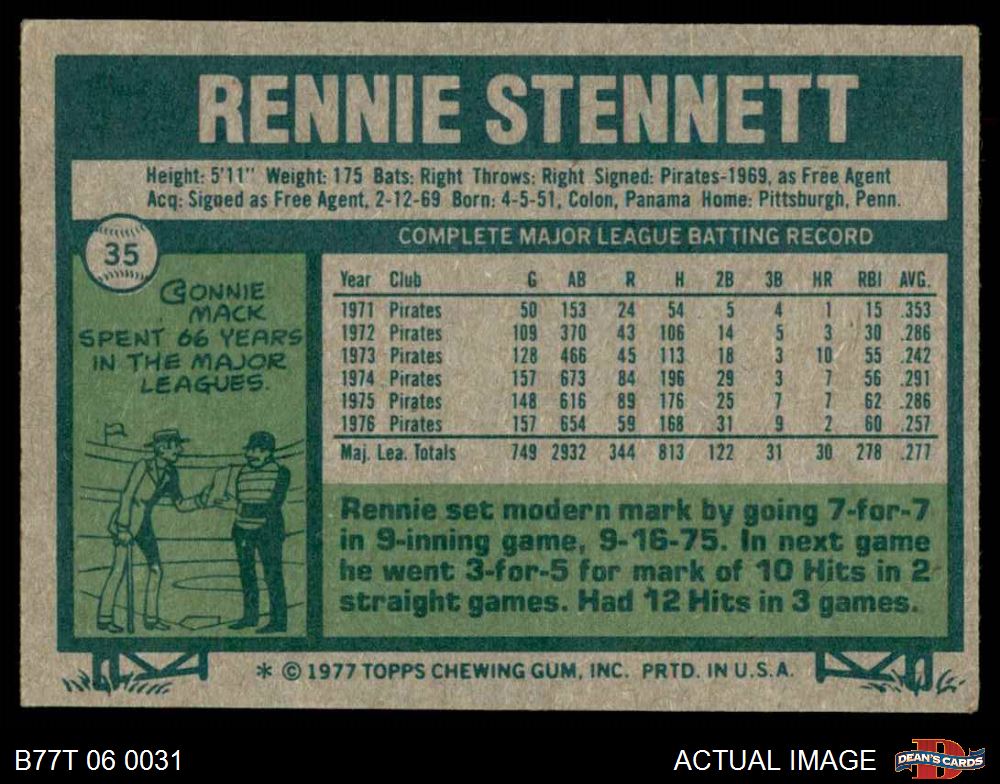 RENNIE STENNETT
Height: 5'11" Weight: 175 Bats: Right Throws: Right Signed: Pirates-1969, as Free Agent
Acq: Signed as Free Agent, 2-12-69 Born: 4-5-51, Colon, Panama Home: Pittsburgh, Penn.
35
CONNIE
MACK
SPENT 66 YEARS
IN THE MAJOR
LEAGUES.
COMPLETE MAJOR LEAGUE BATTING RECORD
Year Club G AB R H 2B 3B HR RBI AVG.
1971 Pirates 50 153 24 54 5 4 1 15 .353
1972 Pirates 109 370 43 106 14 5 3 30 .286
1973 Pirates 128 466 45 113 18 3 10 55 .242
1974 Pirates 157 673 84 196 29 3 7 56 .291
1975 Pirates 148 616 89 176 25 7 7 62 .286
1976 Pirates 157 654 59 168 31 9 2 60 .257
Maj. Lea. Totals 749 2932 344 813 122 31 30 278 .277
Rennie set modern mark by going 7-for-7
in 9-inning game, 9-16-75. In next game
he went 3-for-5 for mark of 10 Hits in 2
straight games. Had 12 Hits in 3 games.
* © 1977 TOPPS CHEWING GUM, INC. PRTD. IN U.S.A.
B77T 06 0031
ACTUAL IMAGE
D
DEAN'S CARDS